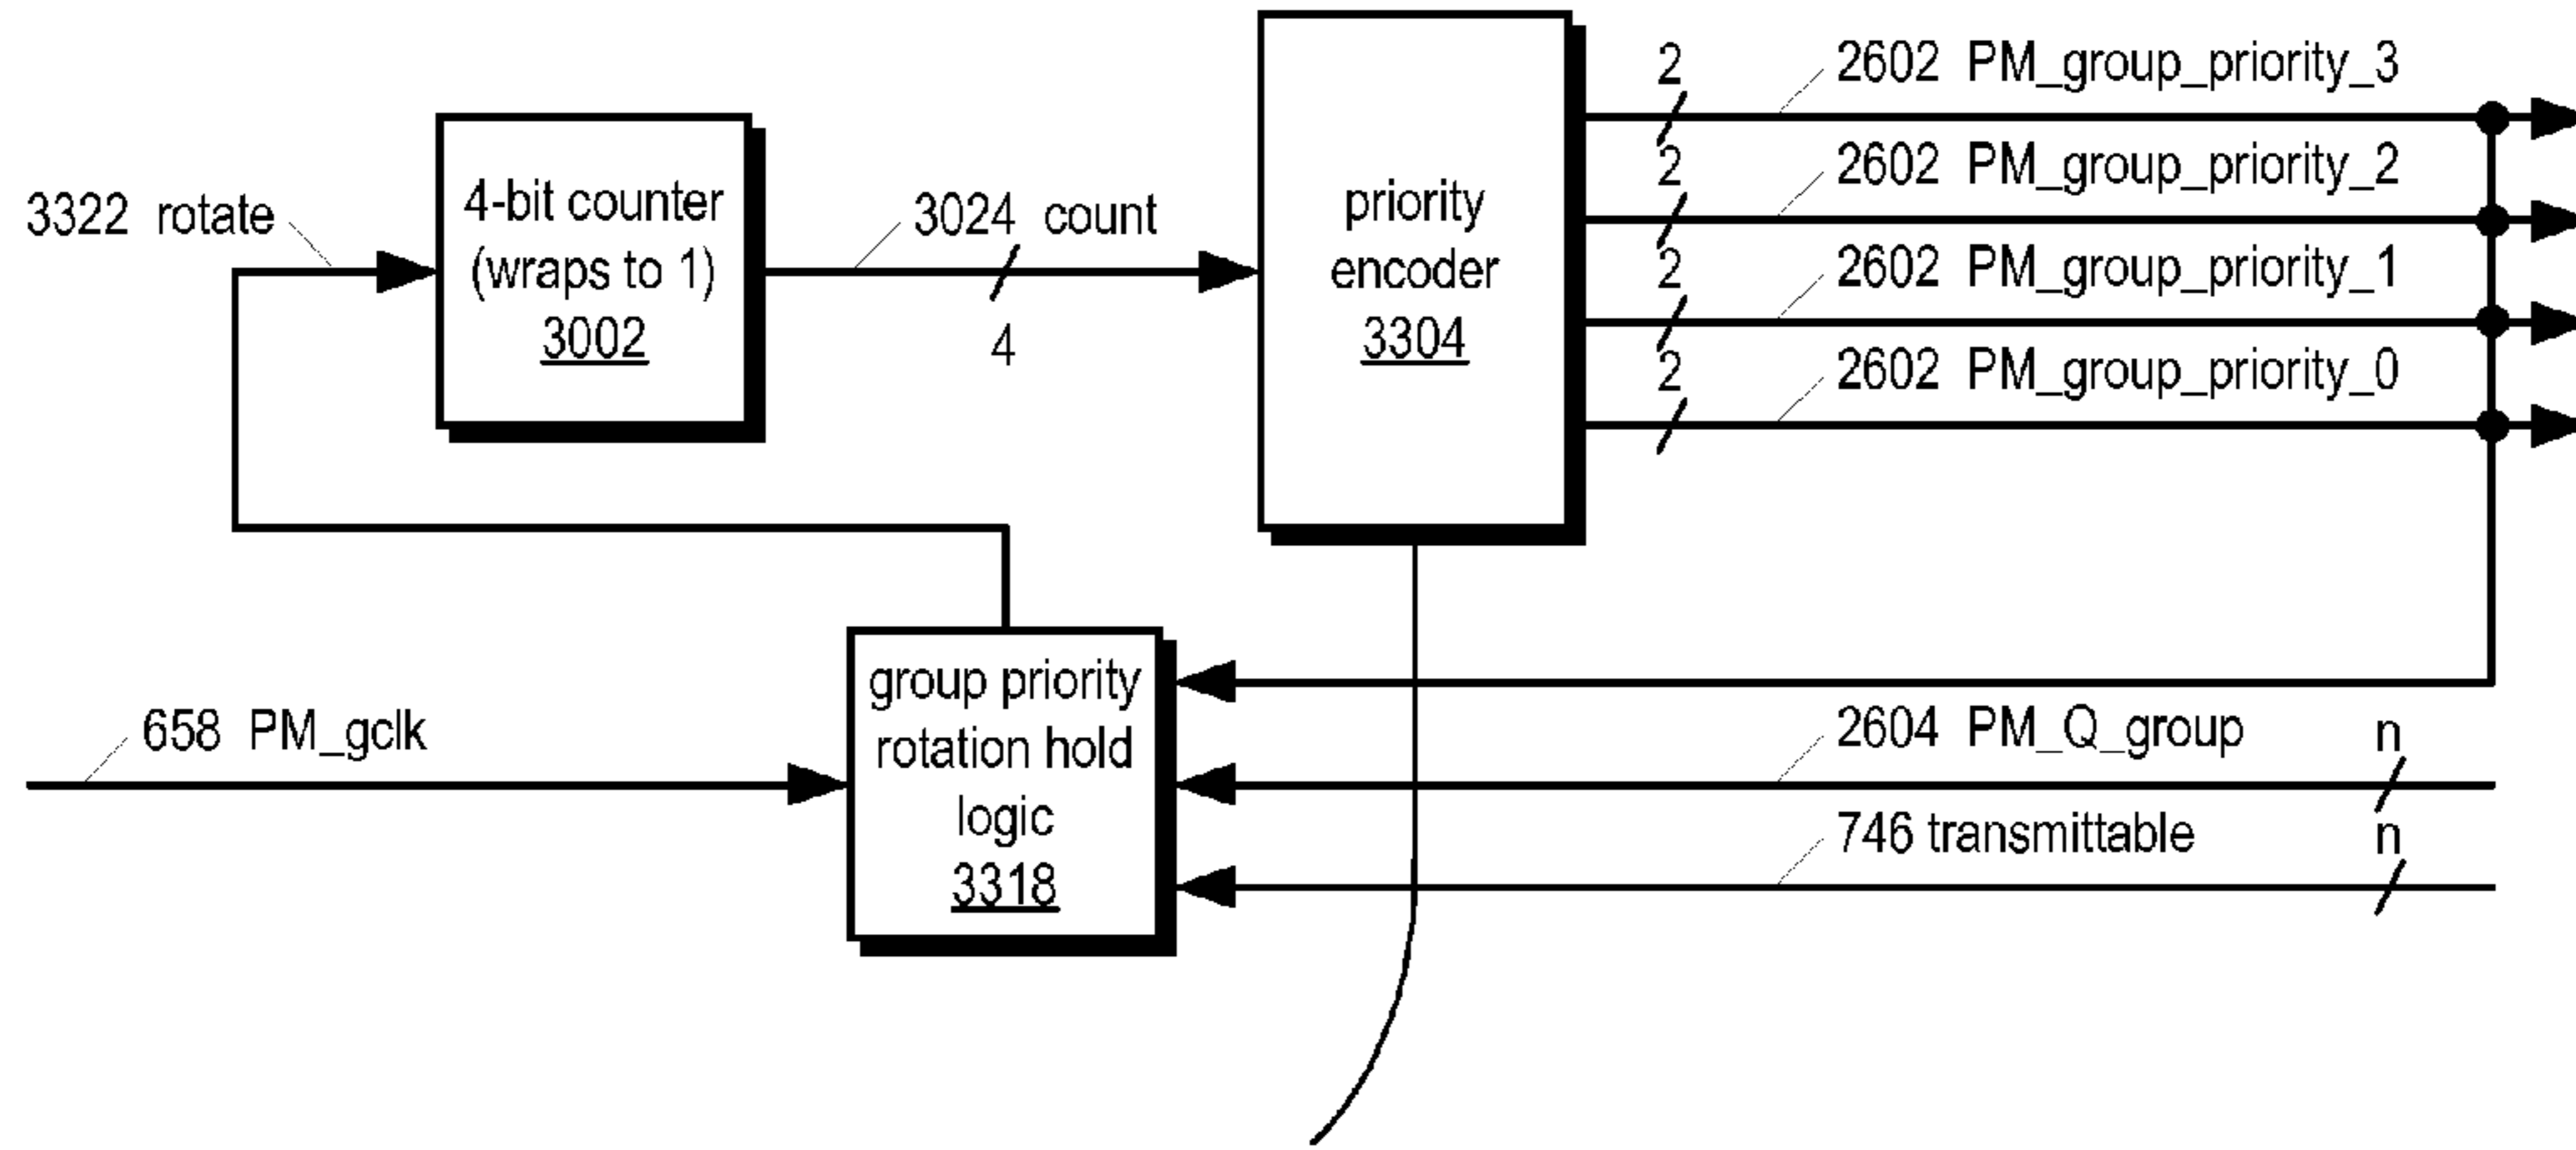 2
2602 PM_group_priority_3
2
2602 PM_group_priority_2
2
2602 PM_group_priority_1
2
2602 PM_group_priority_0
3322 rotate
4-bit counter
(wraps to 1)
3002
3024 count
4
priority
encoder
3304
658 PM_gclk
group priority
rotation hold
logic
3318
2604 PM_Q_group
n
746 transmittable
n